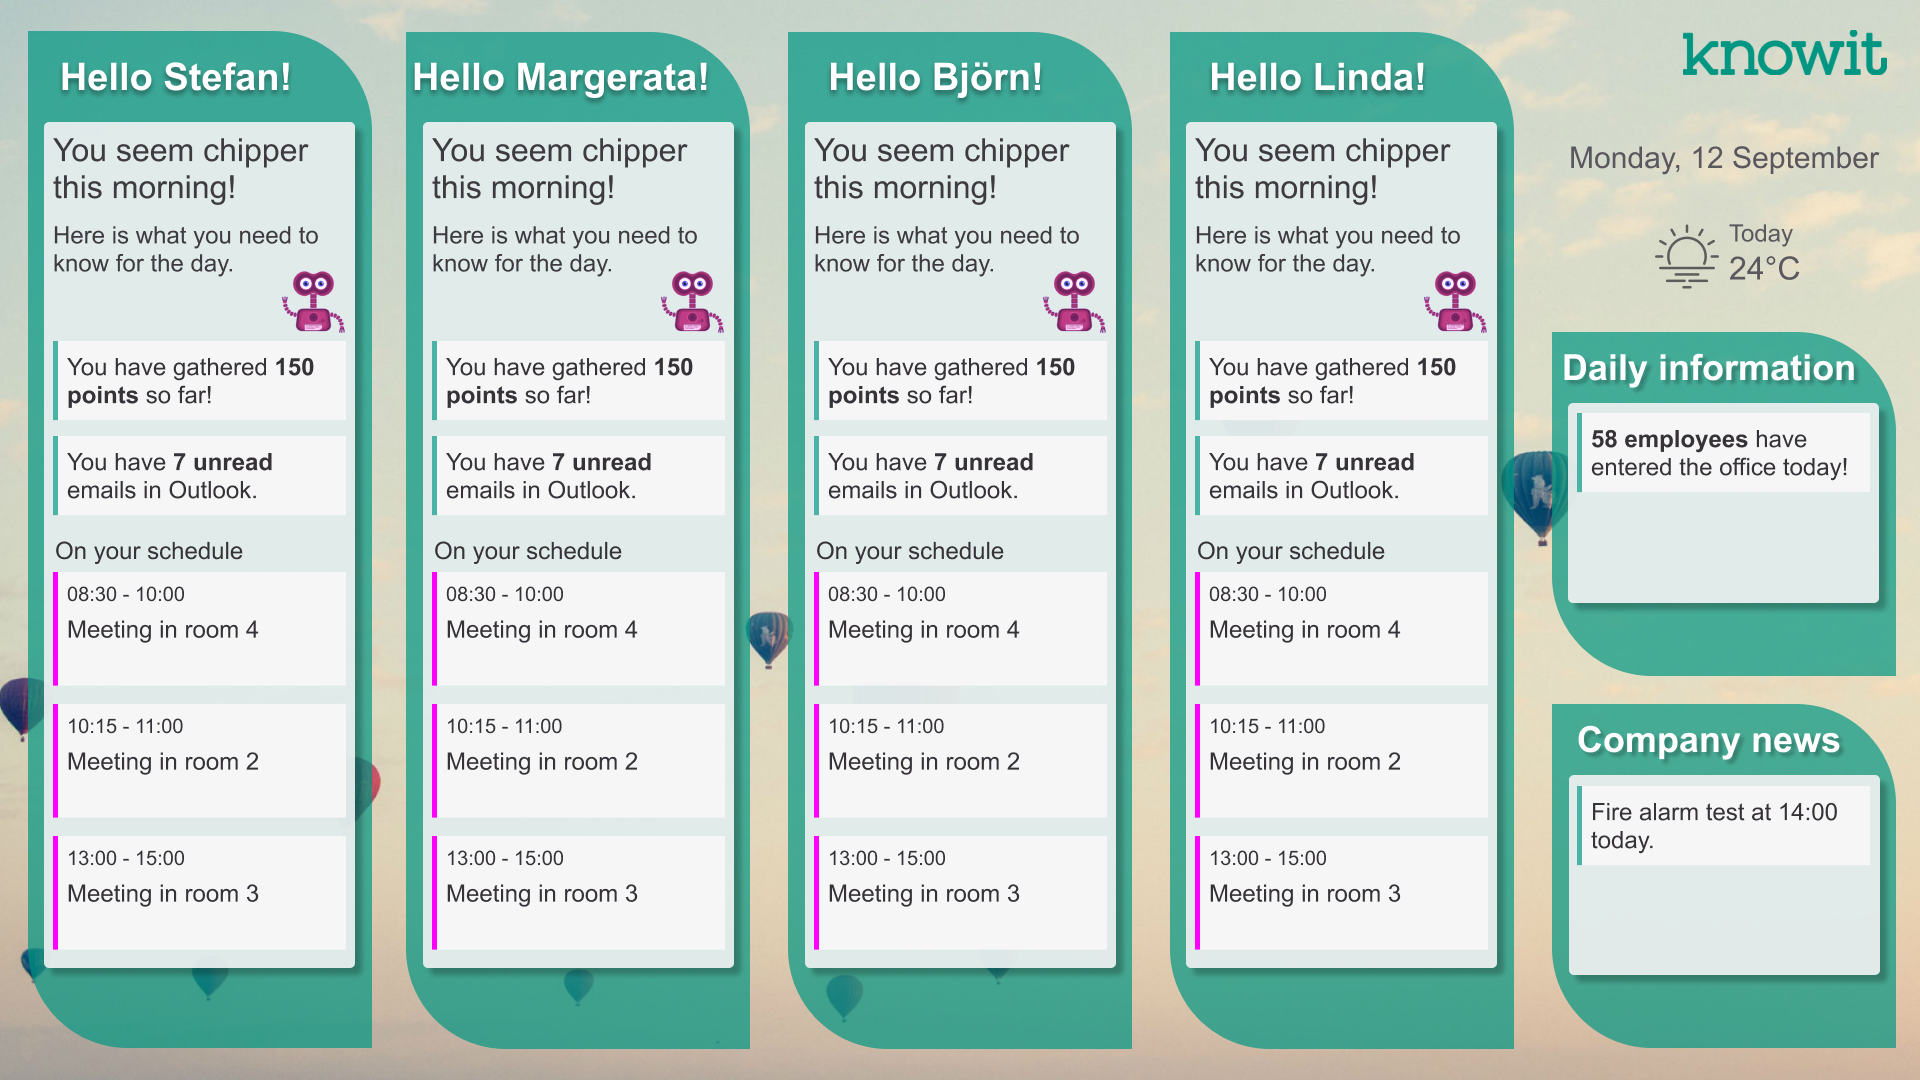 Hello Stefan!
You seem chipper
this morning!
Here is what you need to
know for the day.
You have gathered 150
points so far!
You have 7 unread
emails in Outlook.
On your schedule
08:30 - 10:00
Meeting in room 4
10:15 - 11:00
Meeting in room 2
13:00 - 15:00
Meeting in room 3
Hello Margerata!
You seem chipper
this morning!
Here is what you need to
know for the day.
You have gathered 150
points so far!
You have 7 unread
emails in Outlook.
On your schedule
08:30 - 10:00
Meeting in room 4
10:15 - 11:00
Meeting in room 2
13:00 - 15:00
Meeting in room 3
Hello Björn!
You seem chipper
this morning!
Here is what you need to
know for the day.
You have gathered 150
points so far!
You have 7 unread
emails in Outlook.
On your schedule
08:30 - 10:00
Meeting in room 4
10:15 - 11:00
Meeting in room 2
13:00 - 15:00
Meeting in room 3
Hello Linda!
You seem chipper
this morning!
Here is what you need to
know for the day.
You have gathered 150
points so far!
You have 7 unread
emails in Outlook.
On your schedule
08:30 - 10:00
Meeting in room 4
10:15 - 11:00
Meeting in room 2
13:00 - 15:00
Meeting in room 3
knowit
Monday, 12 September
Today
24°C
Daily information
58 employees have
entered the office today!
Company news
Fire alarm test at 14:00
today.